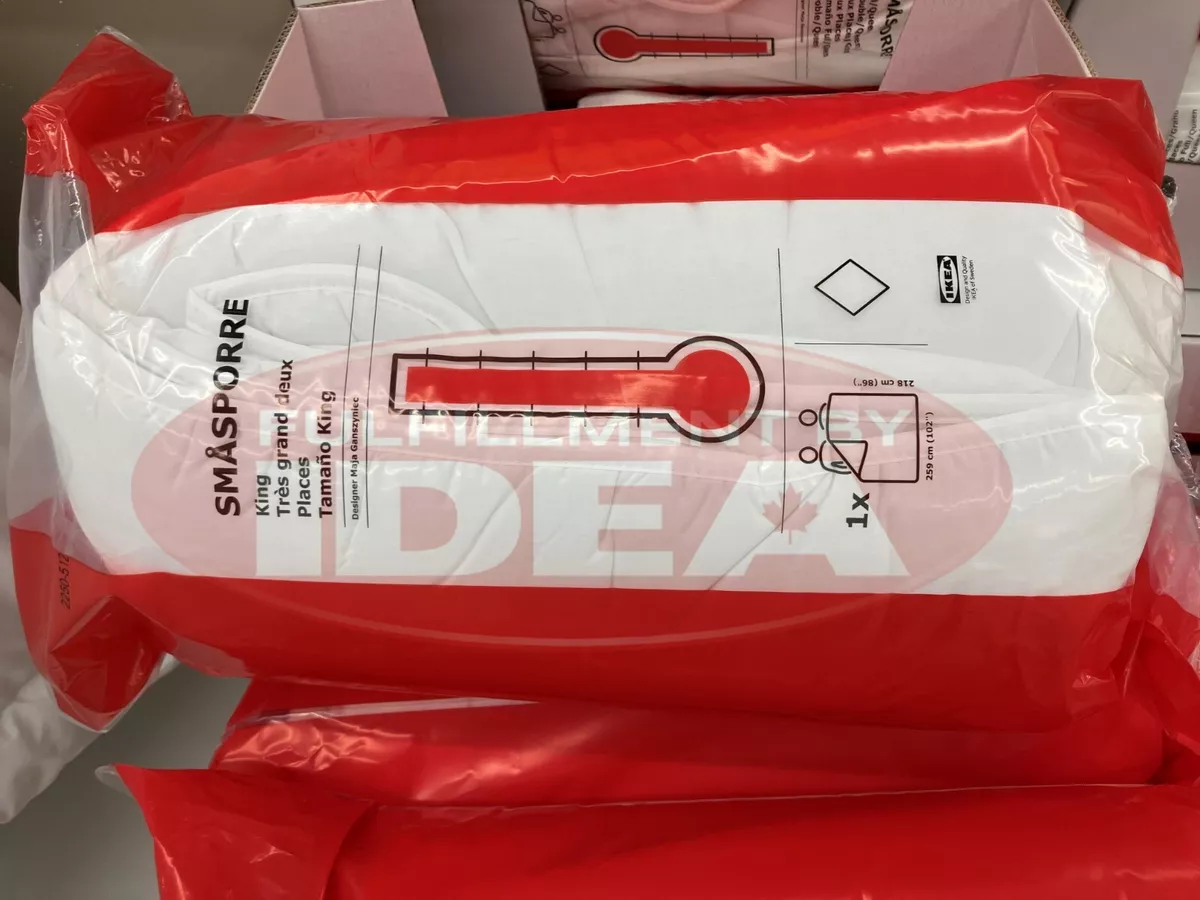 SMÅSPORRE
King
Très grand deux
Places
Tamaño King
Designer Maja Ganszyniec
IKEA
Design and Quality
IKEA of Sweden
218 cm (86")
259 cm (102")
1x
FULFILLMENT BY
IDEA